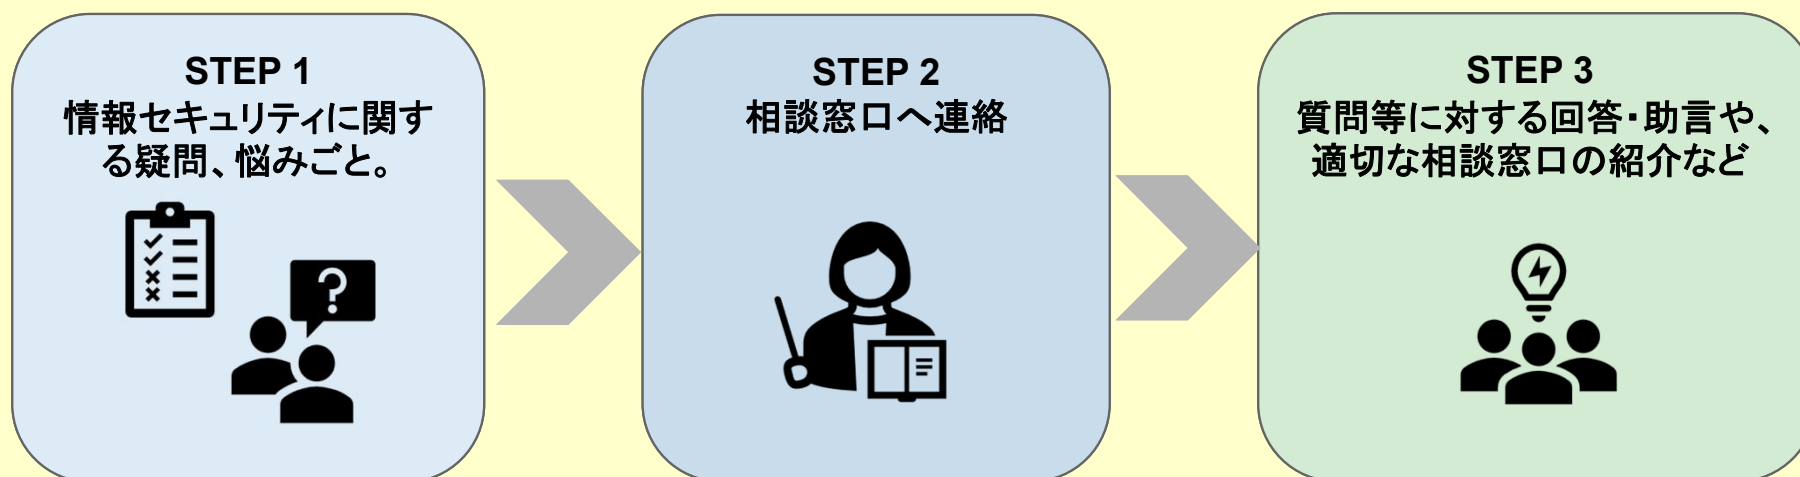 STEP 1
情報セキュリティに関す
る疑問、悩みごと。
?
STEP 2
相談窓口へ連絡
STEP 3
質問等に対する回答・助言や、
適切な相談窓口の紹介など